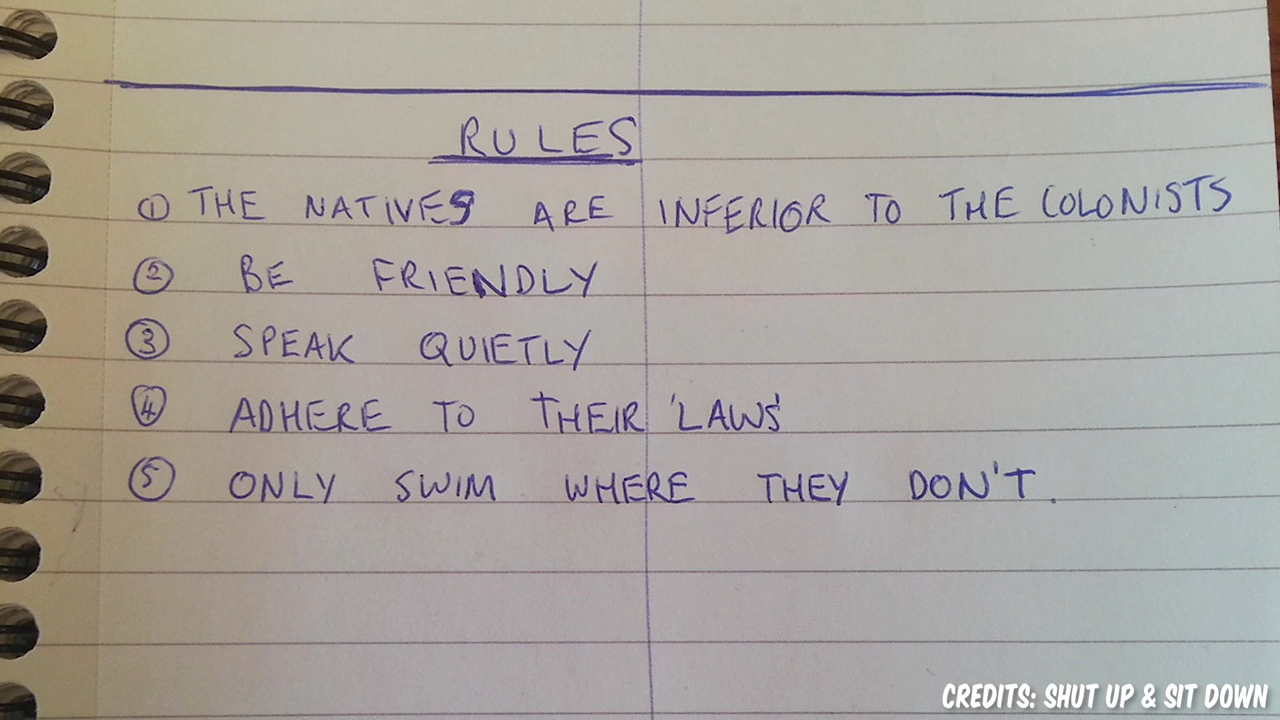 RULES
① THE NATIVES ARE INFERIOR TO THE COLONISTS
② BE FRIENDLY
③ SPEAK QUIETLY
④ ADHERE TO THEIR 'LAWS'
⑤ ONLY SWIM WHERE THEY DON'T.
CREDITS: SHUT UP & SIT DOWN